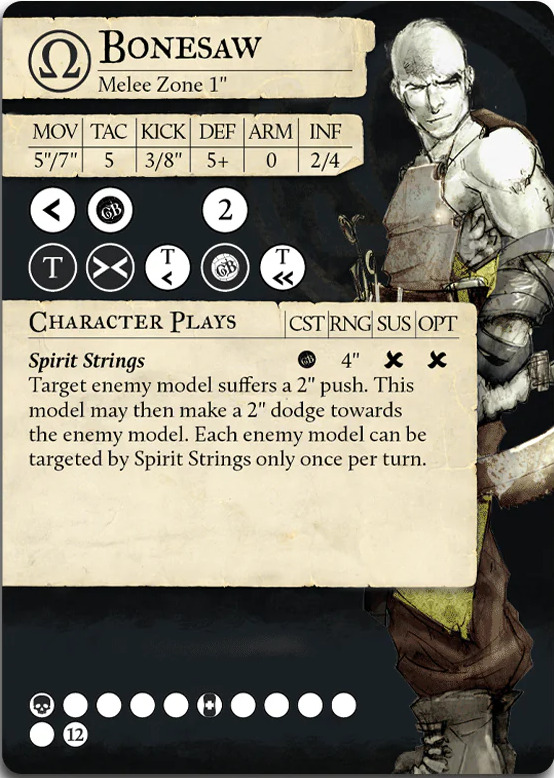 Ω BONESAW
Melee Zone 1"
MOV TAC KICK DEF ARM INF
5"/7" 5 3/8" 5+ 0 2/4
< GB 2
T >< T < GB T <<
CHARACTER PLAYS CST RNG SUS OPT
Spirit Strings GB 4" ✘ ✘
Target enemy model suffers a 2" push. This
model may then make a 2" dodge towards
the enemy model. Each enemy model can be
targeted by Spirit Strings only once per turn.
12